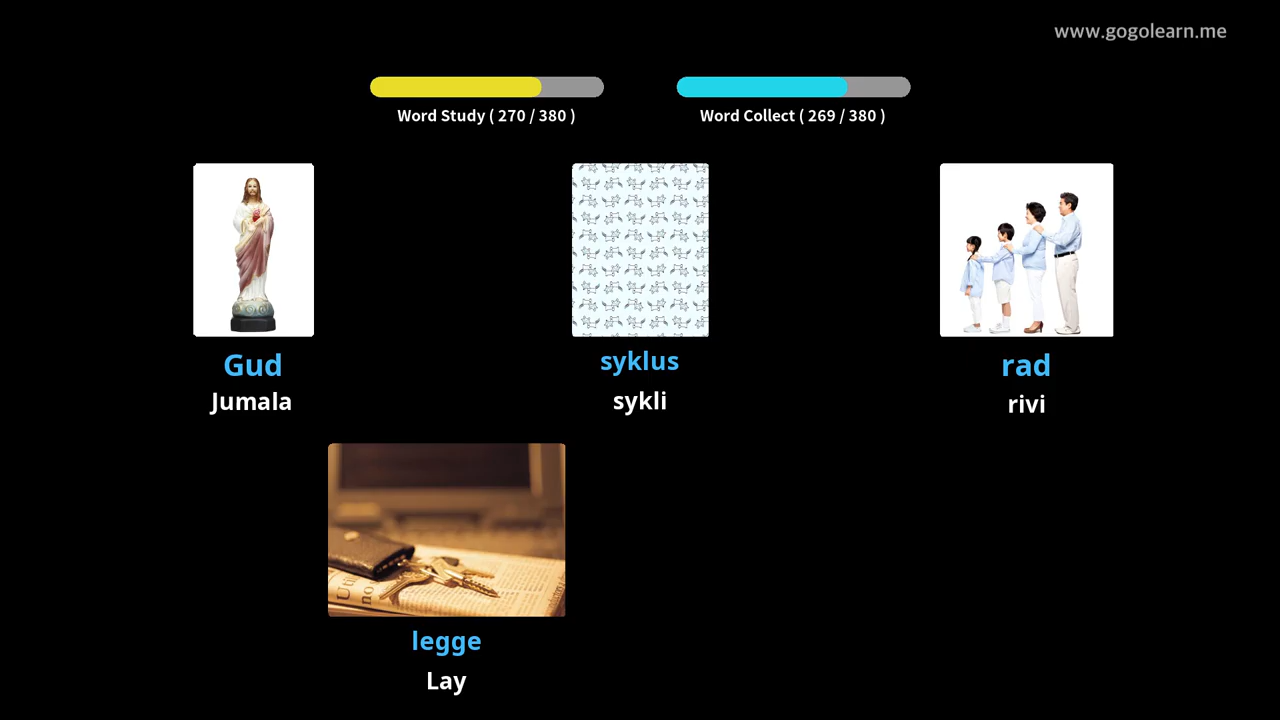 www.gogolearn.me
Word Study ( 270 / 380 )
Word Collect ( 269 / 380 )
Gud
Jumala
syklus
sykli
rad
rivi
legge
Lay